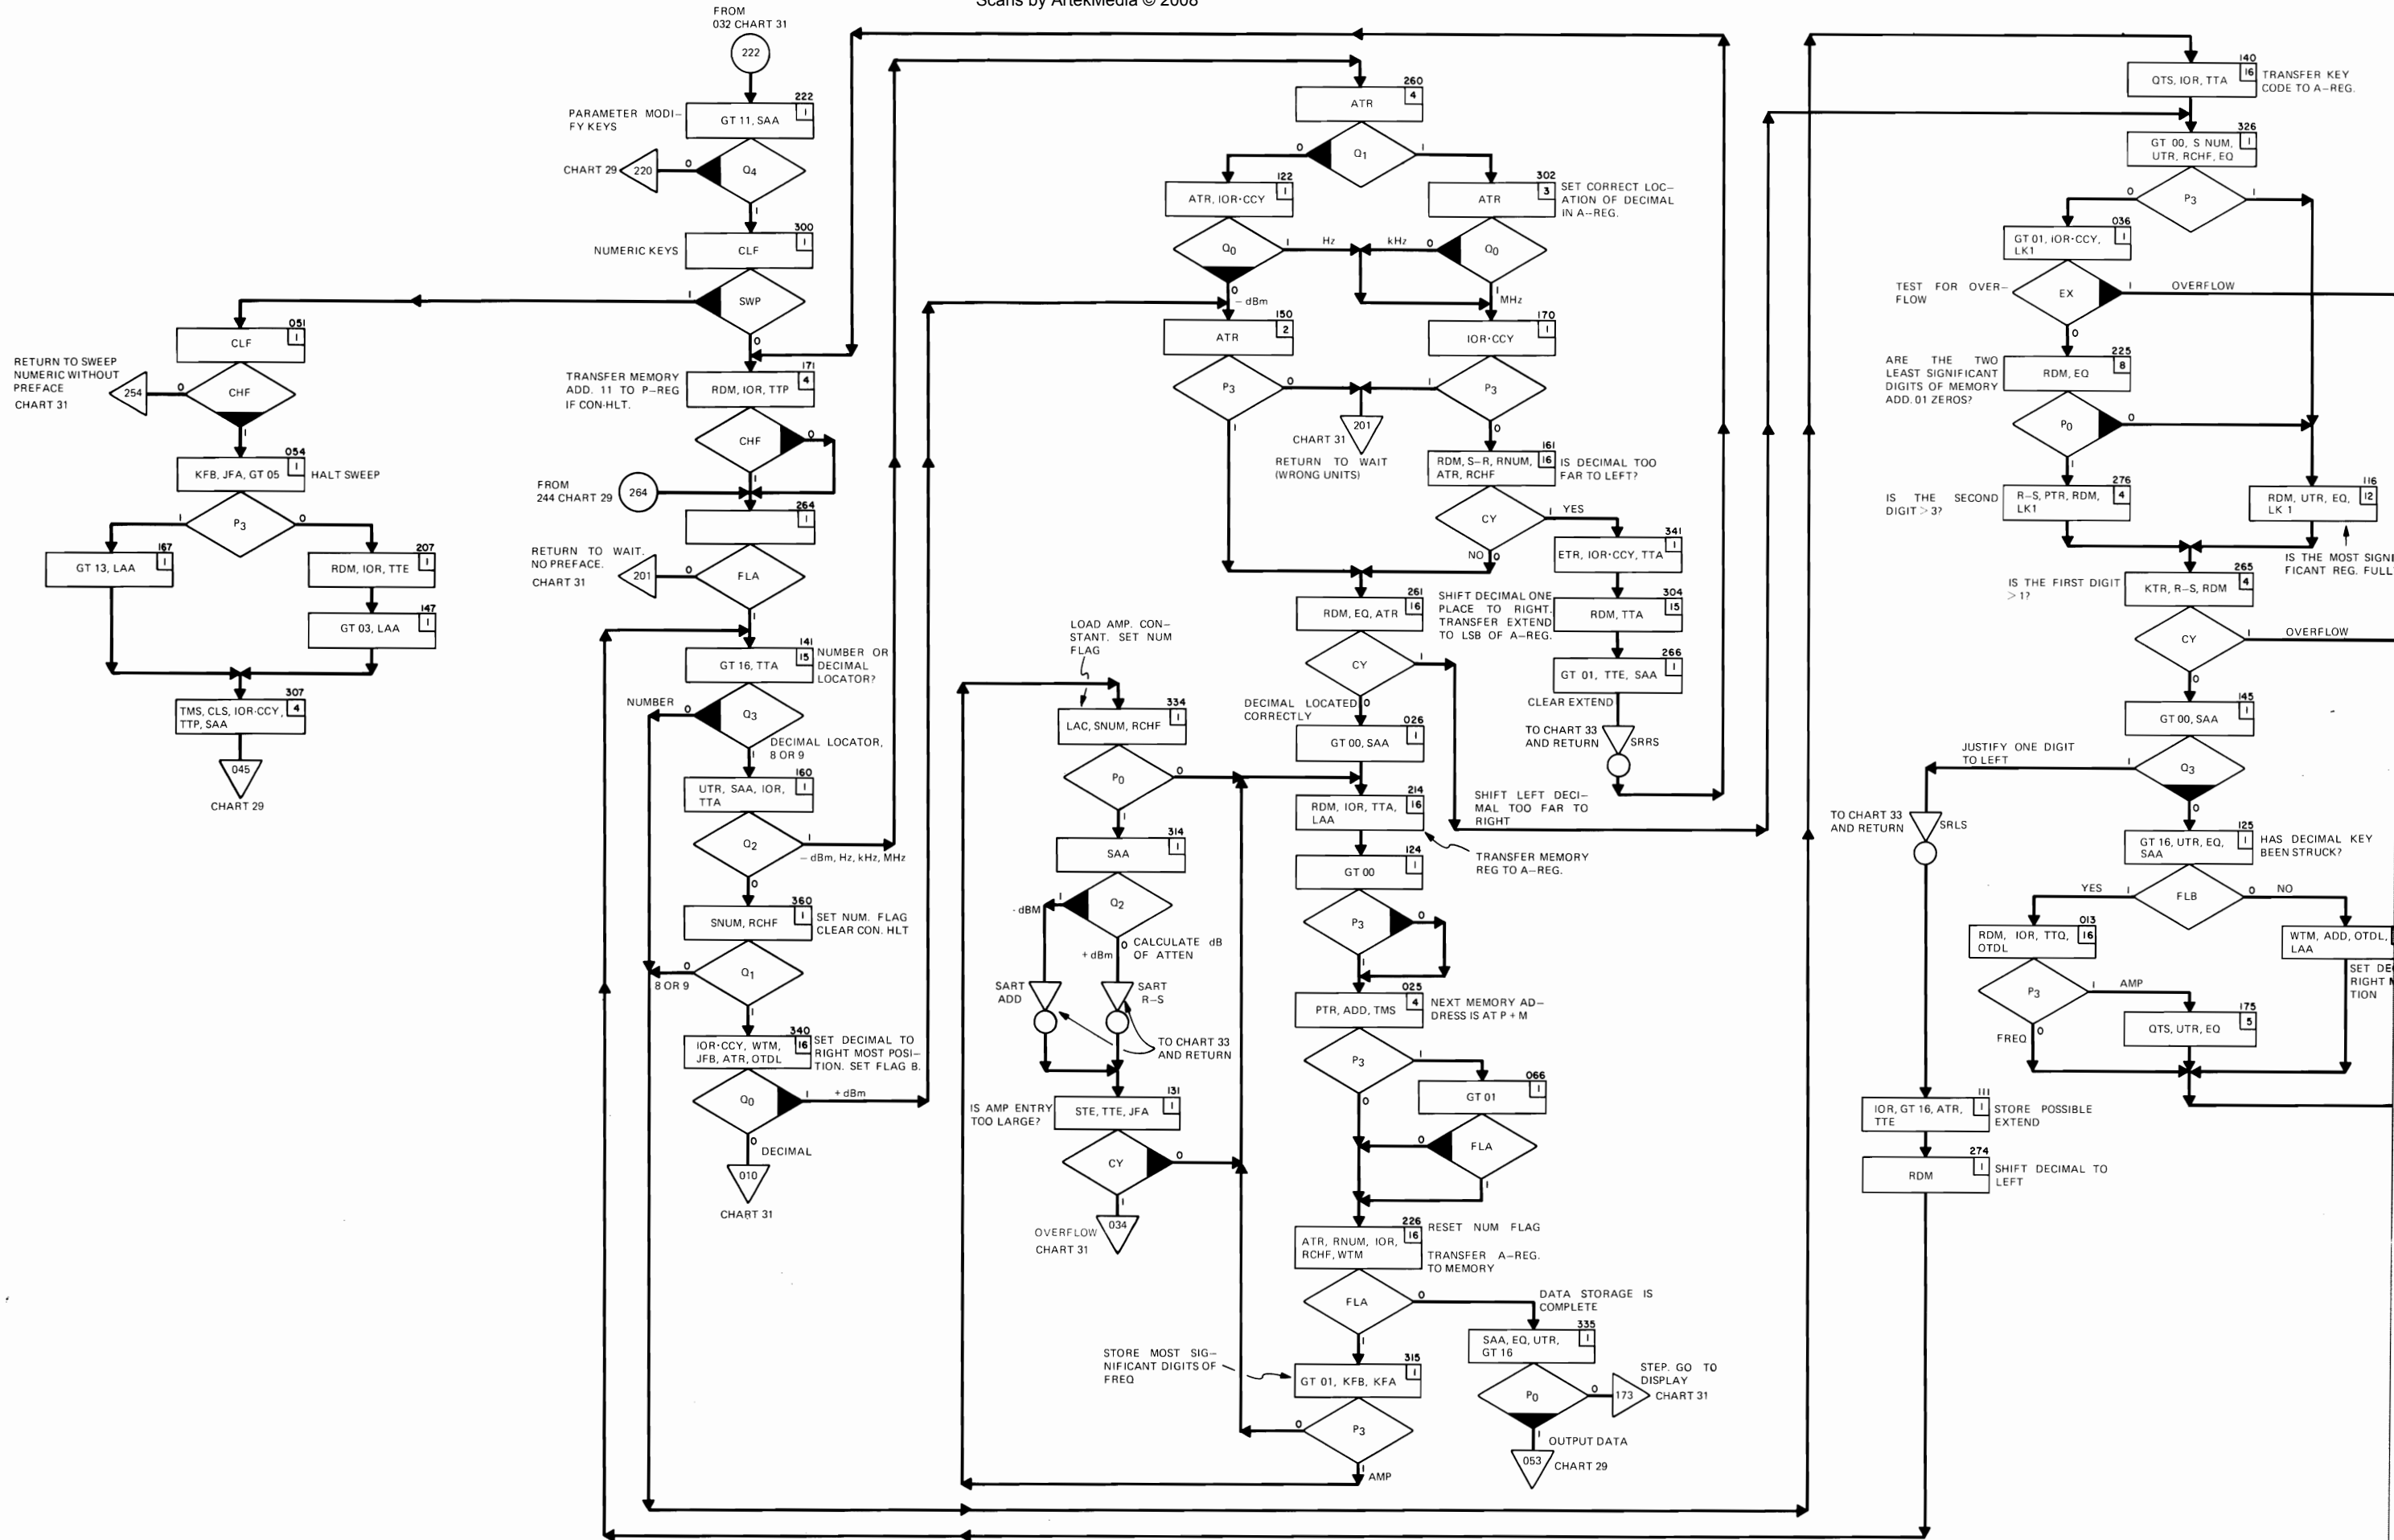 Scans by ArtekMedia © 2008
FROM
032 CHART 31
222
222
PARAMETER MODI-
FY KEYS
GT 11, SAA
1
CHART 29
220
0
Q4
1
300
NUMERIC KEYS
CLF
1
1
SWP
0
051
CLF
1
RETURN TO SWEEP
NUMERIC WITHOUT
PREFACE
CHART 31
254
0
CHF
1
054
KFB, JFA, GT 05
1
HALT SWEEP
1
P3
0
167
GT 13, LAA
1
207
RDM, IOR, TTE
1
147
GT 03, LAA
1
307
TMS, CLS, IOR·CCY,
TTP, SAA
4
045
CHART 29
171
TRANSFER MEMORY
ADD. 11 TO P-REG
IF CON-HLT.
RDM, IOR, TTP
4
CHF
0
1
FROM
244 CHART 29
264
264
1
RETURN TO WAIT.
NO PREFACE.
CHART 31
201
0
FLA
1
141
GT 16, TTA
15
NUMBER OR
DECIMAL
LOCATOR?
NUMBER
0
Q3
1
DECIMAL LOCATOR,
8 OR 9
160
UTR, SAA, IOR,
TTA
1
Q2
1
– dBm, Hz, kHz, MHz
0
360
SNUM, RCHF
1
SET NUM. FLAG
CLEAR CON. HLT
0
8 OR 9
Q1
1
340
IOR·CCY, WTM,
JFB, ATR, OTDL
16
SET DECIMAL TO
RIGHT MOST POSI–
TION. SET FLAG B.
Q0
1
+ dBm
0
DECIMAL
010
CHART 31
260
ATR
4
0
Q1
1
122
ATR, IOR·CCY
1
302
ATR
3
SET CORRECT LOC–
ATION OF DECIMAL
IN A–REG.
Q0
1
Hz
kHz
0
Q0
0
– dBm
1
MHz
150
ATR
2
170
IOR·CCY
1
P3
0
1
P3
1
0
201
CHART 31
RETURN TO WAIT
(WRONG UNITS)
161
RDM, S–R, RNUM,
ATR, RCHF
16
IS DECIMAL TOO
FAR TO LEFT?
CY
1
YES
NO
0
341
ETR, IOR·CCY, TTA
1
261
RDM, EQ, ATR
16
SHIFT DECIMAL ONE
PLACE TO RIGHT.
TRANSFER EXTEND
TO LSB OF A–REG.
304
RDM, TTA
15
CY
1
266
GT 01, TTE, SAA
1
CLEAR EXTEND
TO CHART 33
AND RETURN
SRRS
DECIMAL LOCATED
CORRECTLY
0
026
GT 00, SAA
1
LOAD AMP. CON–
STANT. SET NUM
FLAG
334
LAC, SNUM, RCHF
1
P0
0
1
314
SAA
1
- dBM
1
Q2
0
+ dBm
CALCULATE dB
OF ATTEN
SART
ADD
SART
R–S
TO CHART 33
AND RETURN
131
IS AMP ENTRY
TOO LARGE?
STE, TTE, JFA
1
CY
0
1
034
OVERFLOW
CHART 31
214
RDM, IOR, TTA,
LAA
16
SHIFT LEFT DECI–
MAL TOO FAR TO
RIGHT
TRANSFER MEMORY
REG TO A–REG.
124
GT 00
1
P3
0
1
025
PTR, ADD, TMS
4
NEXT MEMORY AD–
DRESS IS AT P + M
P3
1
0
066
GT 01
1
0
FLA
1
226
ATR, RNUM, IOR,
RCHF, WTM
16
RESET NUM FLAG
TRANSFER A–REG.
TO MEMORY
FLA
0
DATA STORAGE IS
COMPLETE
1
335
SAA, EQ, UTR,
GT 16
1
STORE MOST SIG–
NIFICANT DIGITS OF
FREQ
315
GT 01, KFB, KFA
1
P0
0
173
STEP. GO TO
DISPLAY
CHART 31
1
OUTPUT DATA
053
CHART 29
0
P3
1
AMP
140
QTS, IOR, TTA
16
TRANSFER KEY
CODE TO A–REG.
326
GT 00, S NUM,
UTR, RCHF, EQ
1
0
P3
1
036
GT 01, IOR·CCY,
LK1
1
TEST FOR OVER–
FLOW
EX
1
OVERFLOW
0
225
ARE THE TWO
LEAST SIGNIFICANT
DIGITS OF MEMORY
ADD. 01 ZEROS?
RDM, EQ
8
P0
0
1
276
IS THE SECOND
DIGIT > 3?
R–S, PTR, RDM,
LK1
4
116
RDM, UTR, EQ,
LK 1
12
IS THE MOST SIGNI
FICANT REG. FULL
265
IS THE FIRST DIGIT
> 1?
KTR, R–S, RDM
4
CY
1
OVERFLOW
0
145
GT 00, SAA
1
JUSTIFY ONE DIGIT
TO LEFT
1
Q3
0
TO CHART 33
AND RETURN
SRLS
125
GT 16, UTR, EQ,
SAA
1
HAS DECIMAL KEY
BEEN STRUCK?
YES
1
FLB
0
NO
013
RDM, IOR, TTQ,
OTDL
16
WTM, ADD, OTDL,
LAA
SET DE
RIGHT
TION
P3
1
AMP
0
FREQ
175
QTS, UTR, EQ
5
111
IOR, GT 16, ATR,
TTE
1
STORE POSSIBLE
EXTEND
274
RDM
1
SHIFT DECIMAL TO
LEFT